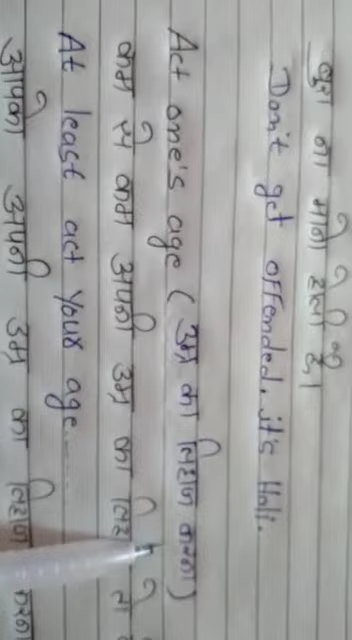 बुरा ना मानो होली है।
Don't get offended, it's Holi.
Act one's age ( उम्र का लिहाज करना )
कम से कम अपनी उम्र का
At least act your age......
आपको अपनी उम्र का लिहाज करना